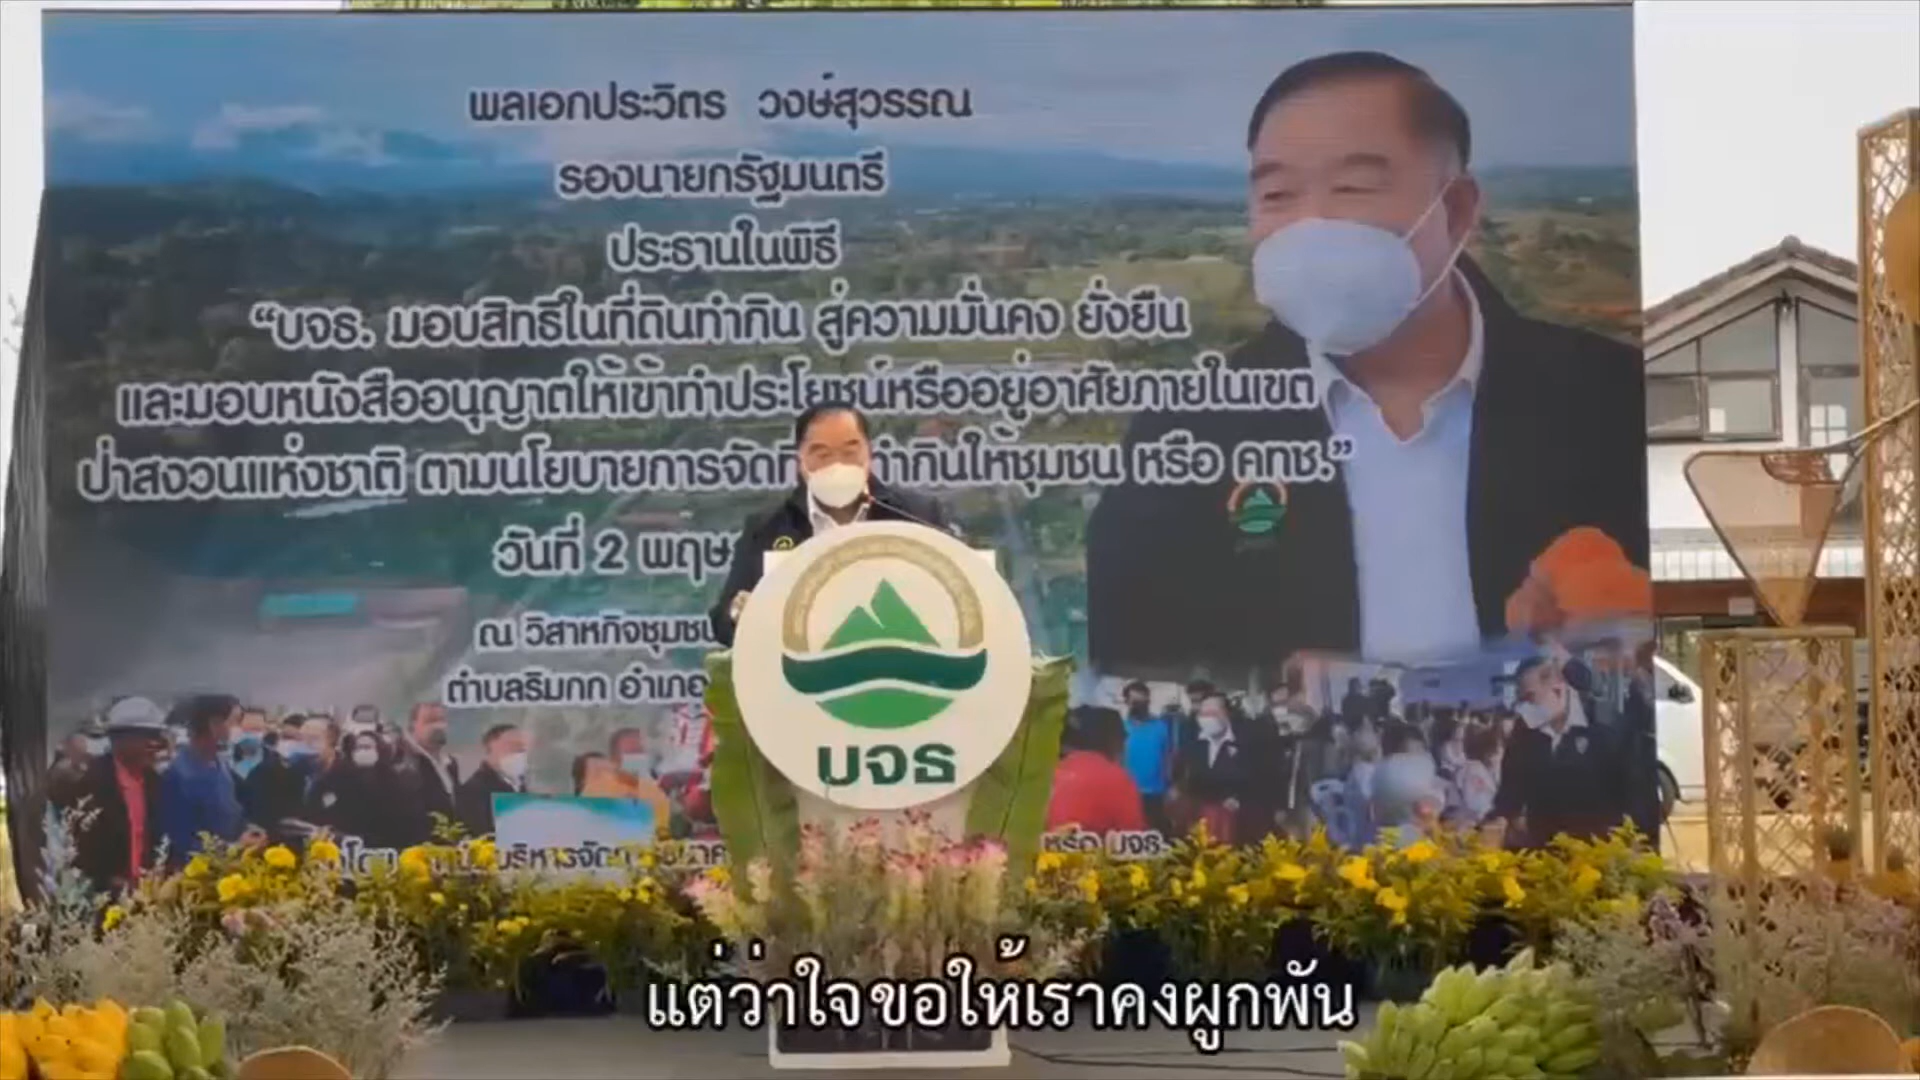 พลเอกประวิตร วงษ์สุวรรณ
รองนายกรัฐมนตรี
ประธานในพิธี
“บจธ. มอบสิทธิในที่ดินทำกิน สู่ความมั่นคง ยั่งยืน
และมอบหนังสืออนุญาตให้เข้าทำประโยชน์หรืออยู่อาศัยภายในเขต
ป่าสงวนแห่งชาติ ตามนโยบายการจัดที่ ทำกินให้ชุมชน หรือ คทช.”
วันที่ 2 พฤษ
ณ วิสาหกิจชุมชน
ตำบลริมกก อำเภอ
บจธ
หรือ บจธ.
แต่ว่าใจขอให้เราคงผูกพัน